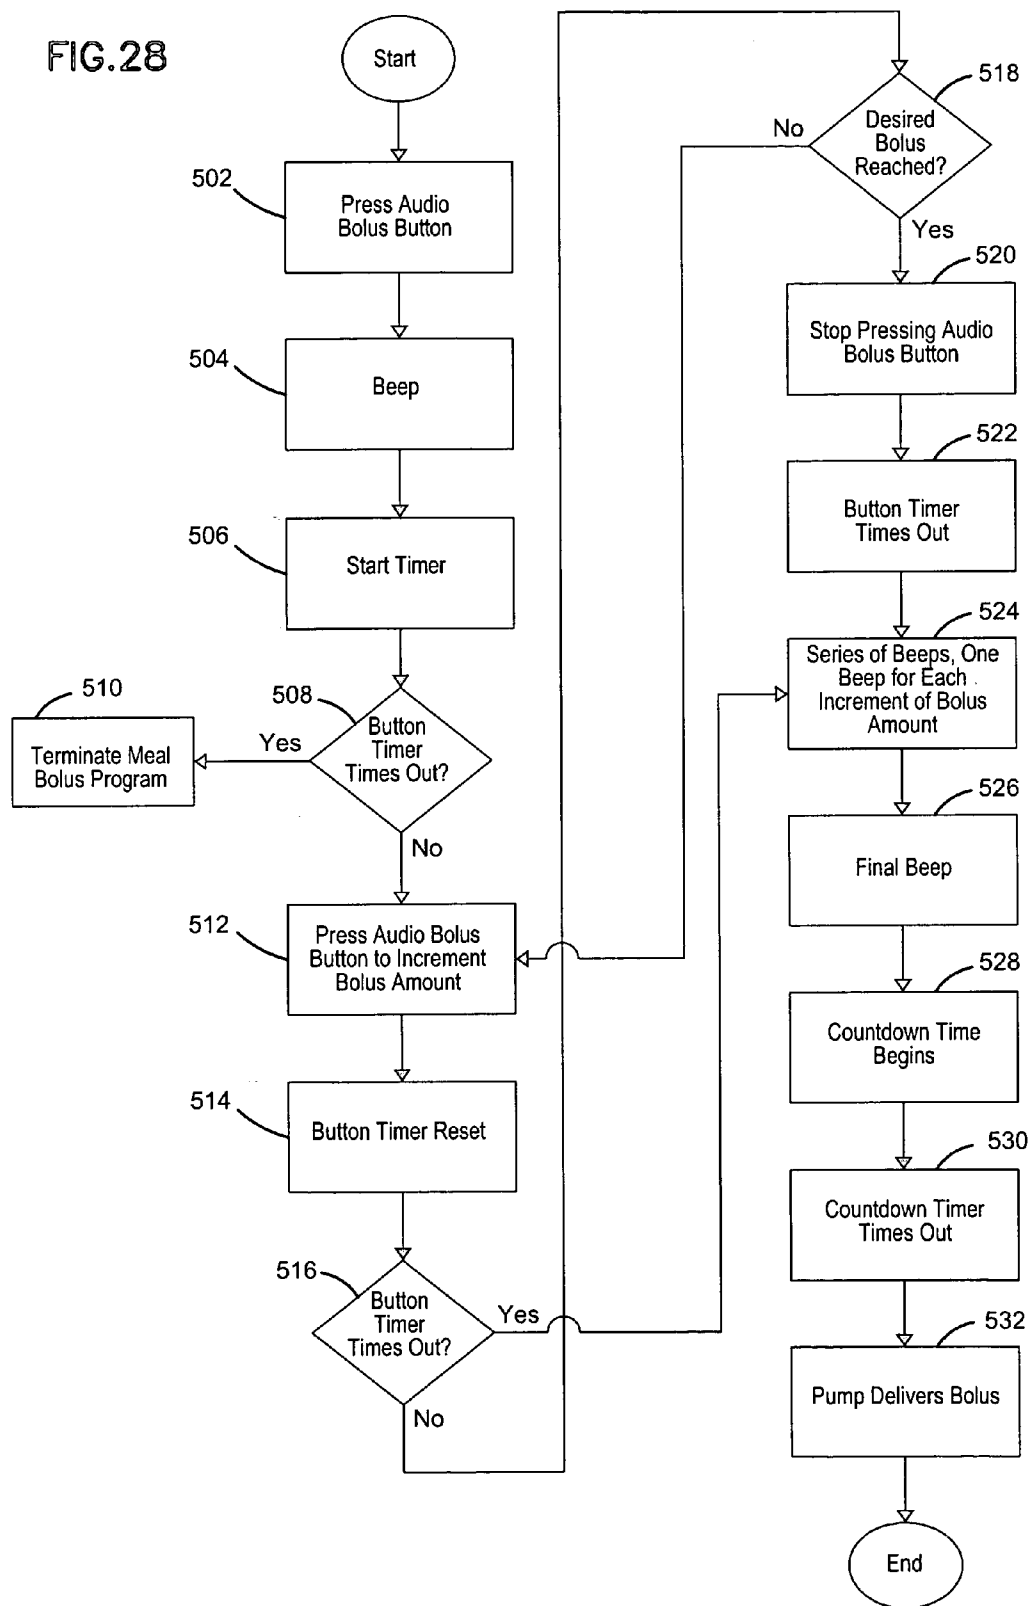 FIG.28
Start
502
Press Audio
Bolus Button
504
Beep
506
Start Timer
508
Button
Timer
Times Out?
Yes
510
Terminate Meal
Bolus Program
No
512
Press Audio Bolus
Button to Increment
Bolus Amount
514
Button Timer Reset
516
Button
Timer
Times Out?
Yes
No
518
Desired
Bolus
Reached?
No
Yes
520
Stop Pressing Audio
Bolus Button
522
Button Timer
Times Out
524
Series of Beeps, One
Beep for Each
Increment of Bolus
Amount
526
Final Beep
528
Countdown Time
Begins
530
Countdown Timer
Times Out
532
Pump Delivers Bolus
End